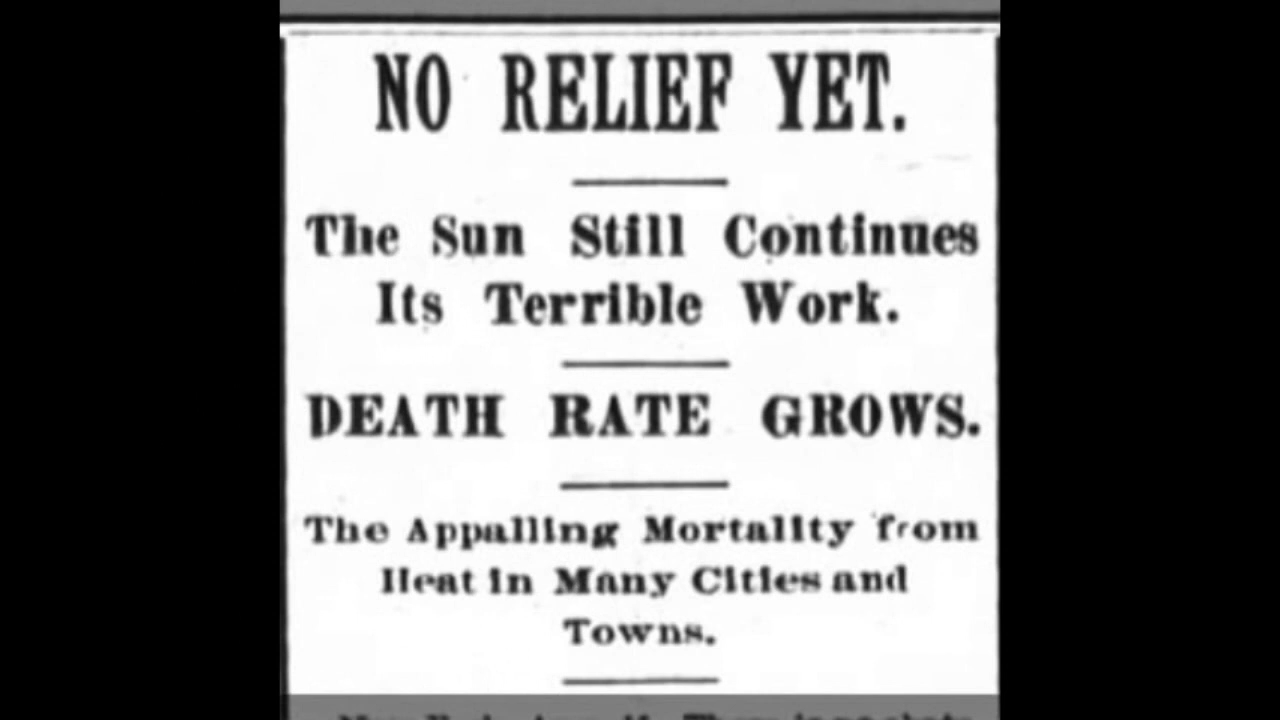 NO RELIEF YET.
The Sun Still Continues
Its Terrible Work.
DEATH RATE GROWS.
The Appalling Mortality from
Heat in Many Cities and
Towns.